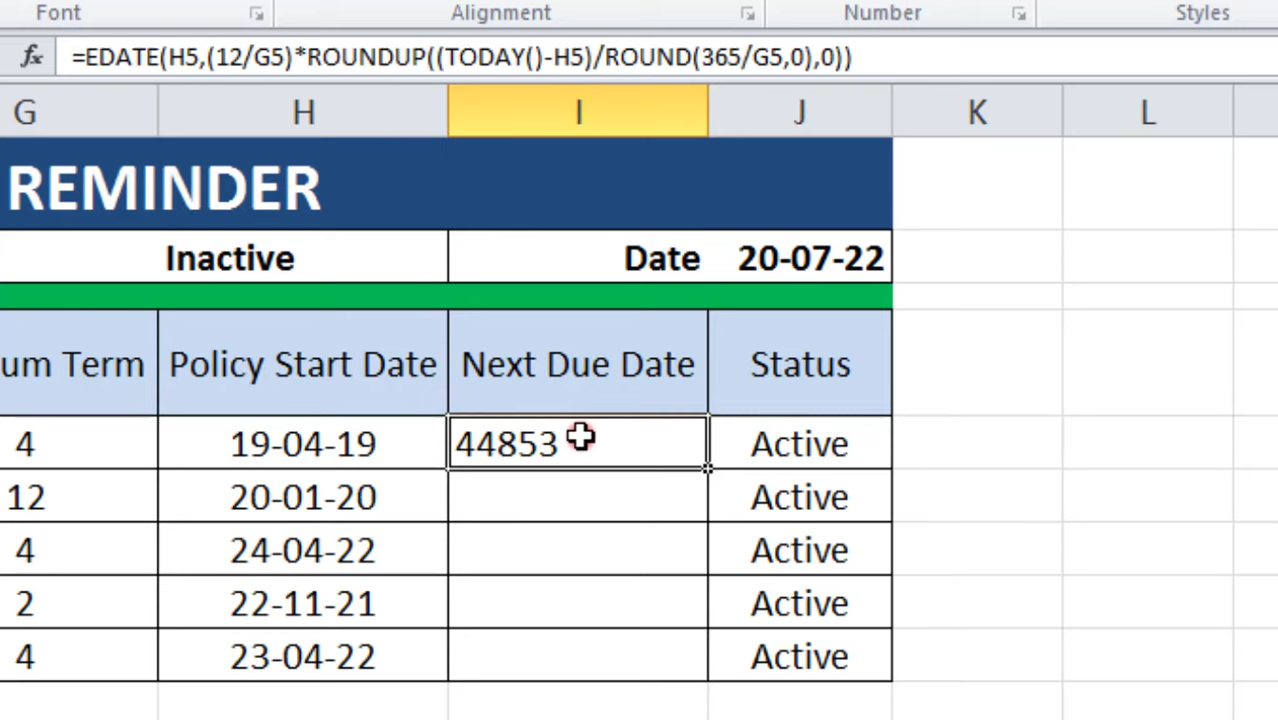 Font Alignment Number Styles
fx =EDATE(H5,(12/G5)*ROUNDUP((TODAY()-H5)/ROUND(365/G5,0),0))
G H I J K L
REMINDER
Inactive Date 20-07-22
um Term Policy Start Date Next Due Date Status
4 19-04-19 44853 Active
12 20-01-20 Active
4 24-04-22 Active
2 22-11-21 Active
4 23-04-22 Active